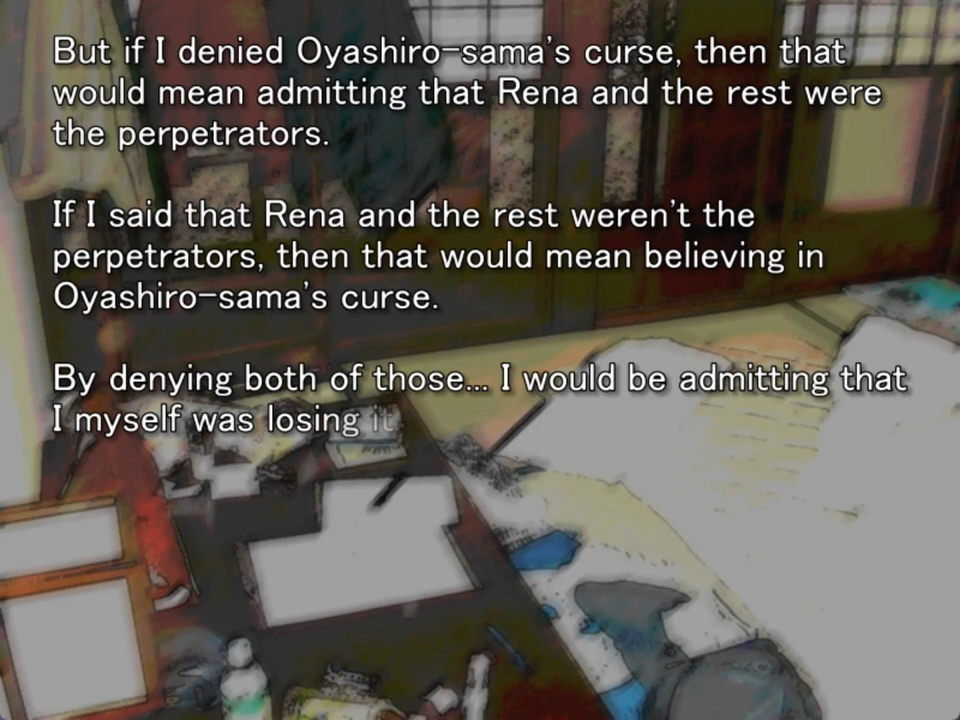 But if I denied Oyashiro-sama's curse, then that
would mean admitting that Rena and the rest were
the perpetrators.
If I said that Rena and the rest weren't the
perpetrators, then that would mean believing in
Oyashiro-sama's curse.
By denying both of those... I would be admitting that
I myself was losing it